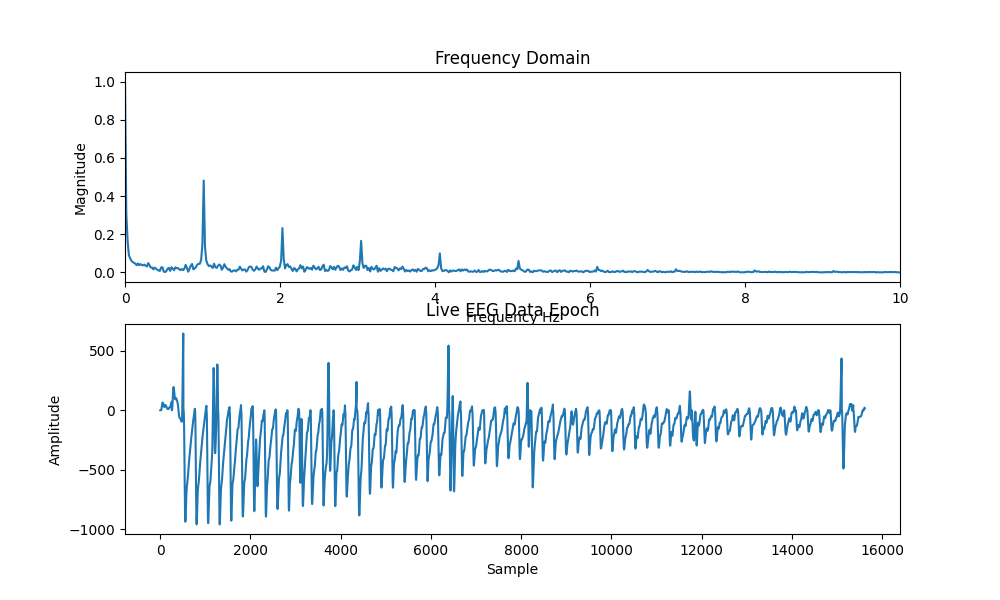 Frequency Domain
1.0
0.8
0.6
0.4
0.2
0.0
Magnitude
0 2 4 6 8 10
Frequency Hz
Live EEG Data Epoch
500
0
−500
−1000
Amplitude
0 2000 4000 6000 8000 10000 12000 14000 16000
Sample